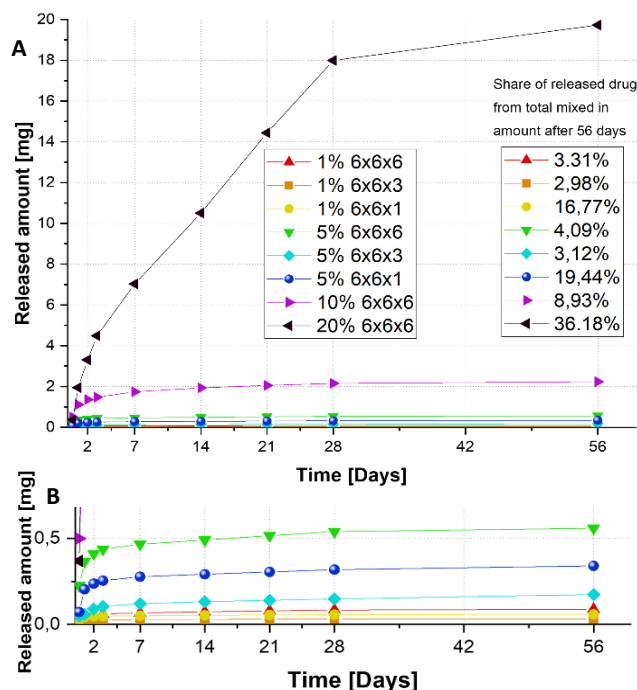 A
20
18
16
14
12
10
8
6
4
2
0
Released amount [mg]
Share of released drug
from total mixed in
amount after 56 days
1% 6x6x6
1% 6x6x3
1% 6x6x1
5% 6x6x6
5% 6x6x3
5% 6x6x1
10% 6x6x6
20% 6x6x6
3.31%
2,98%
16,77%
4,09%
3,12%
19,44%
8,93%
36.18%
2 7 14 21 28 42 56
Time [Days]
B
0,5
0,0
Released amount [mg]
2 7 14 21 28 42 56
Time [Days]